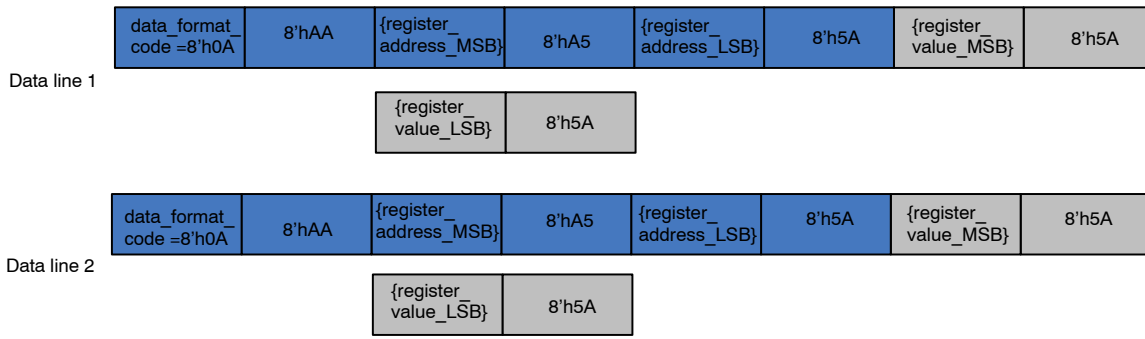 data_format_
code =8'h0A
8'hAA
{register_
address_MSB}
8'hA5
{register_
address_LSB}
8'h5A
{register_
value_MSB}
8'h5A
Data line 1
{register_
value_LSB}
8'h5A
data_format_
code =8'h0A
8'hAA
{register_
address_MSB}
8'hA5
{register_
address_LSB}
8'h5A
{register_
value_MSB}
8'h5A
Data line 2
{register_
value_LSB}
8'h5A